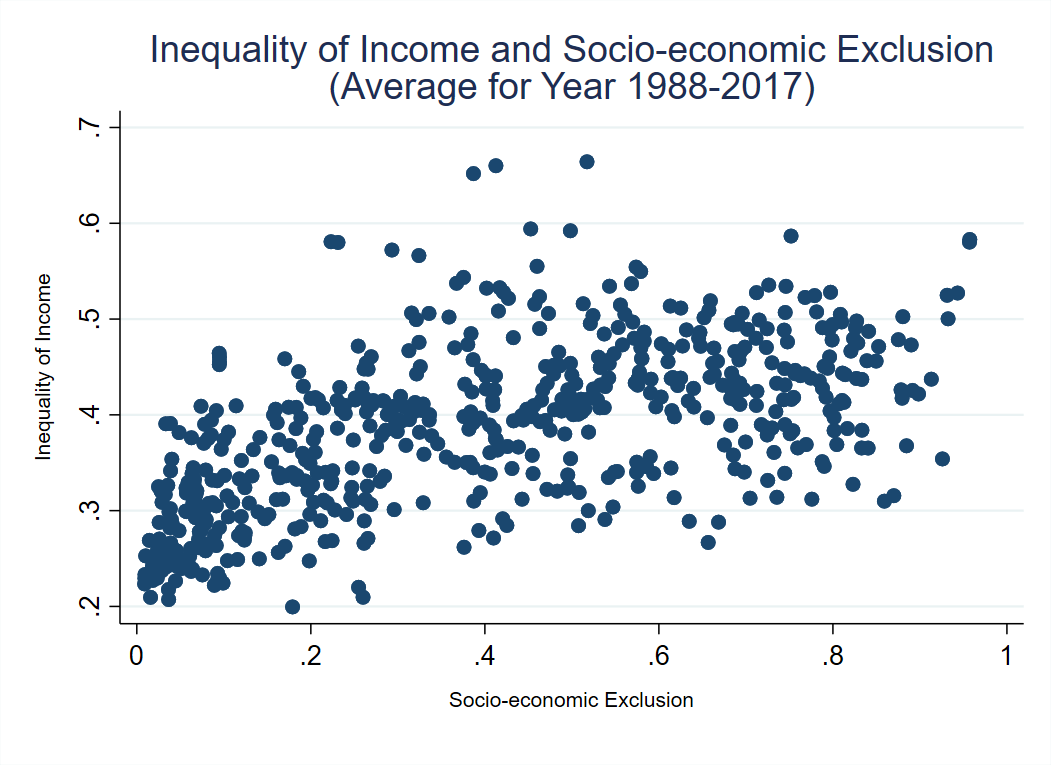 Inequality of Income and Socio-economic Exclusion
(Average for Year 1988-2017)
Inequality of Income
.7
.6
.5
.4
.3
.2
0 .2 .4 .6 .8 1
Socio-economic Exclusion